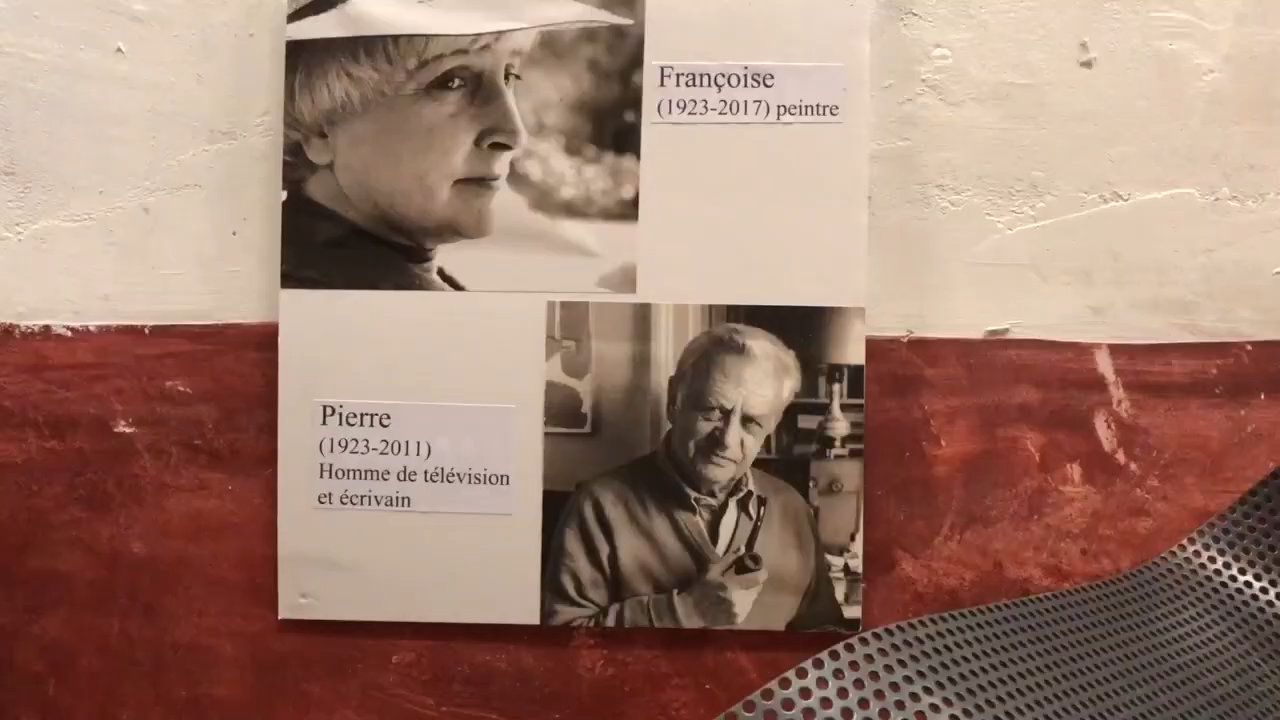 Françoise
(1923-2017) peintre
Pierre
(1923-2011)
Homme de télévision
et écrivain